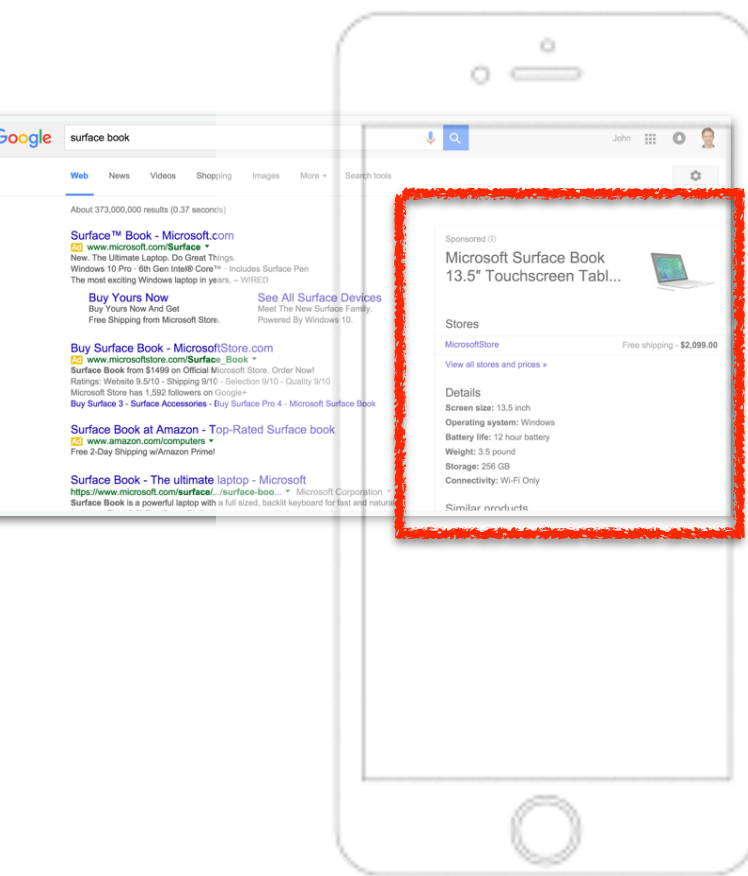 Google
surface book
John
Web News Videos Shopping Images More Search tools
About 373,000,000 results (0.37 seconds)
Surface™ Book - Microsoft.com
Ad www.microsoft.com/Surface
New. The Ultimate Laptop. Do Great Things.
Windows 10 Pro · 6th Gen Intel® Core™ · Includes Surface Pen
The most exciting Windows laptop in years. – WIRED
Buy Yours Now
Buy Yours Now And Get
Free Shipping from Microsoft Store.
See All Surface Devices
Meet The New Surface Family.
Powered By Windows 10.
Buy Surface Book - MicrosoftStore.com
Ad www.microsoftstore.com/Surface_Book
Surface Book from $1499 on Official Microsoft Store. Order Now!
Ratings: Website 9.5/10 - Shipping 9/10 - Selection 9/10 - Quality 9/10
Microsoft Store has 1,592 followers on Google+
Buy Surface 3 - Surface Accessories - Buy Surface Pro 4 - Microsoft Surface Book
Surface Book at Amazon - Top-Rated Surface book
Ad www.amazon.com/computers
Free 2-Day Shipping w/Amazon Prime!
Surface Book - The ultimate laptop - Microsoft
https://www.microsoft.com/surface/.../surface-boo... Microsoft Corporation
Surface Book is a powerful laptop with a full sized, backlit keyboard for fast and natural
Sponsored
Microsoft Surface Book
13.5" Touchscreen Tabl...
Stores
MicrosoftStore Free shipping - $2,099.00
View all stores and prices »
Details
Screen size: 13.5 inch
Operating system: Windows
Battery life: 12 hour battery
Weight: 3.5 pound
Storage: 256 GB
Connectivity: Wi-Fi Only
Similar products